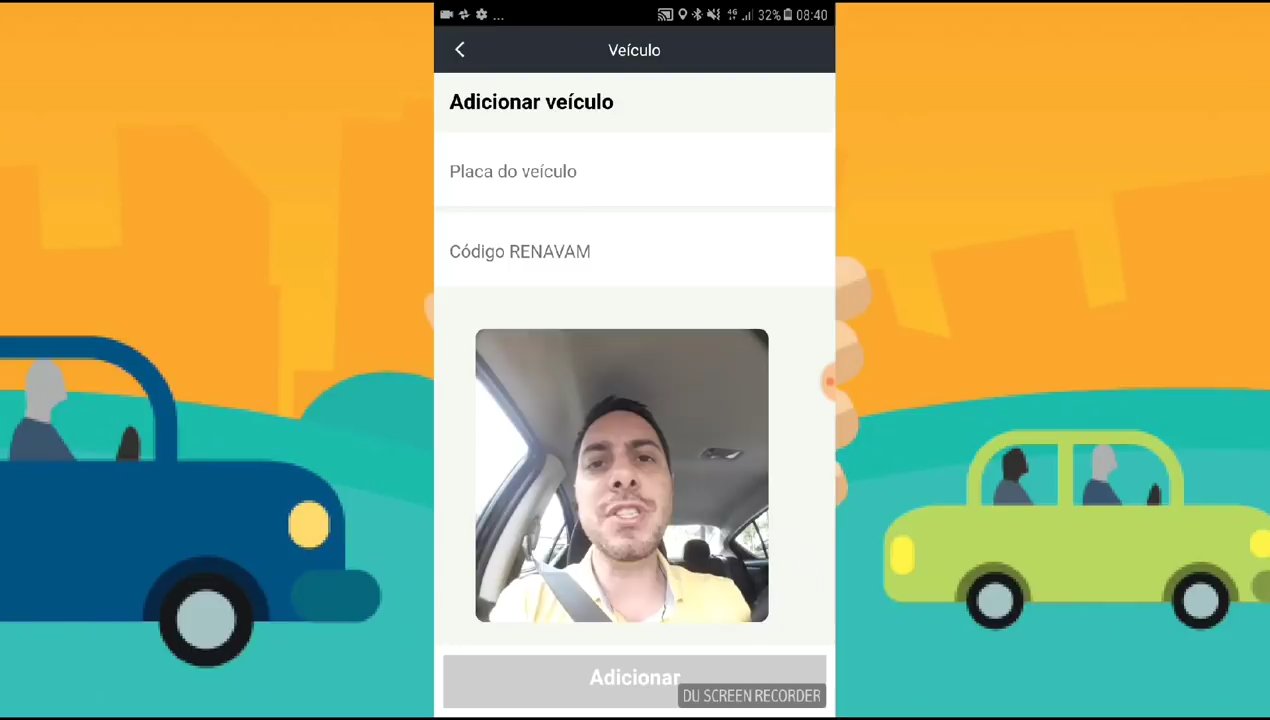 ... 32% 08:40
Veículo
Adicionar veículo
Placa do veículo
Código RENAVAM
Adicionar
DU SCREEN RECORDER